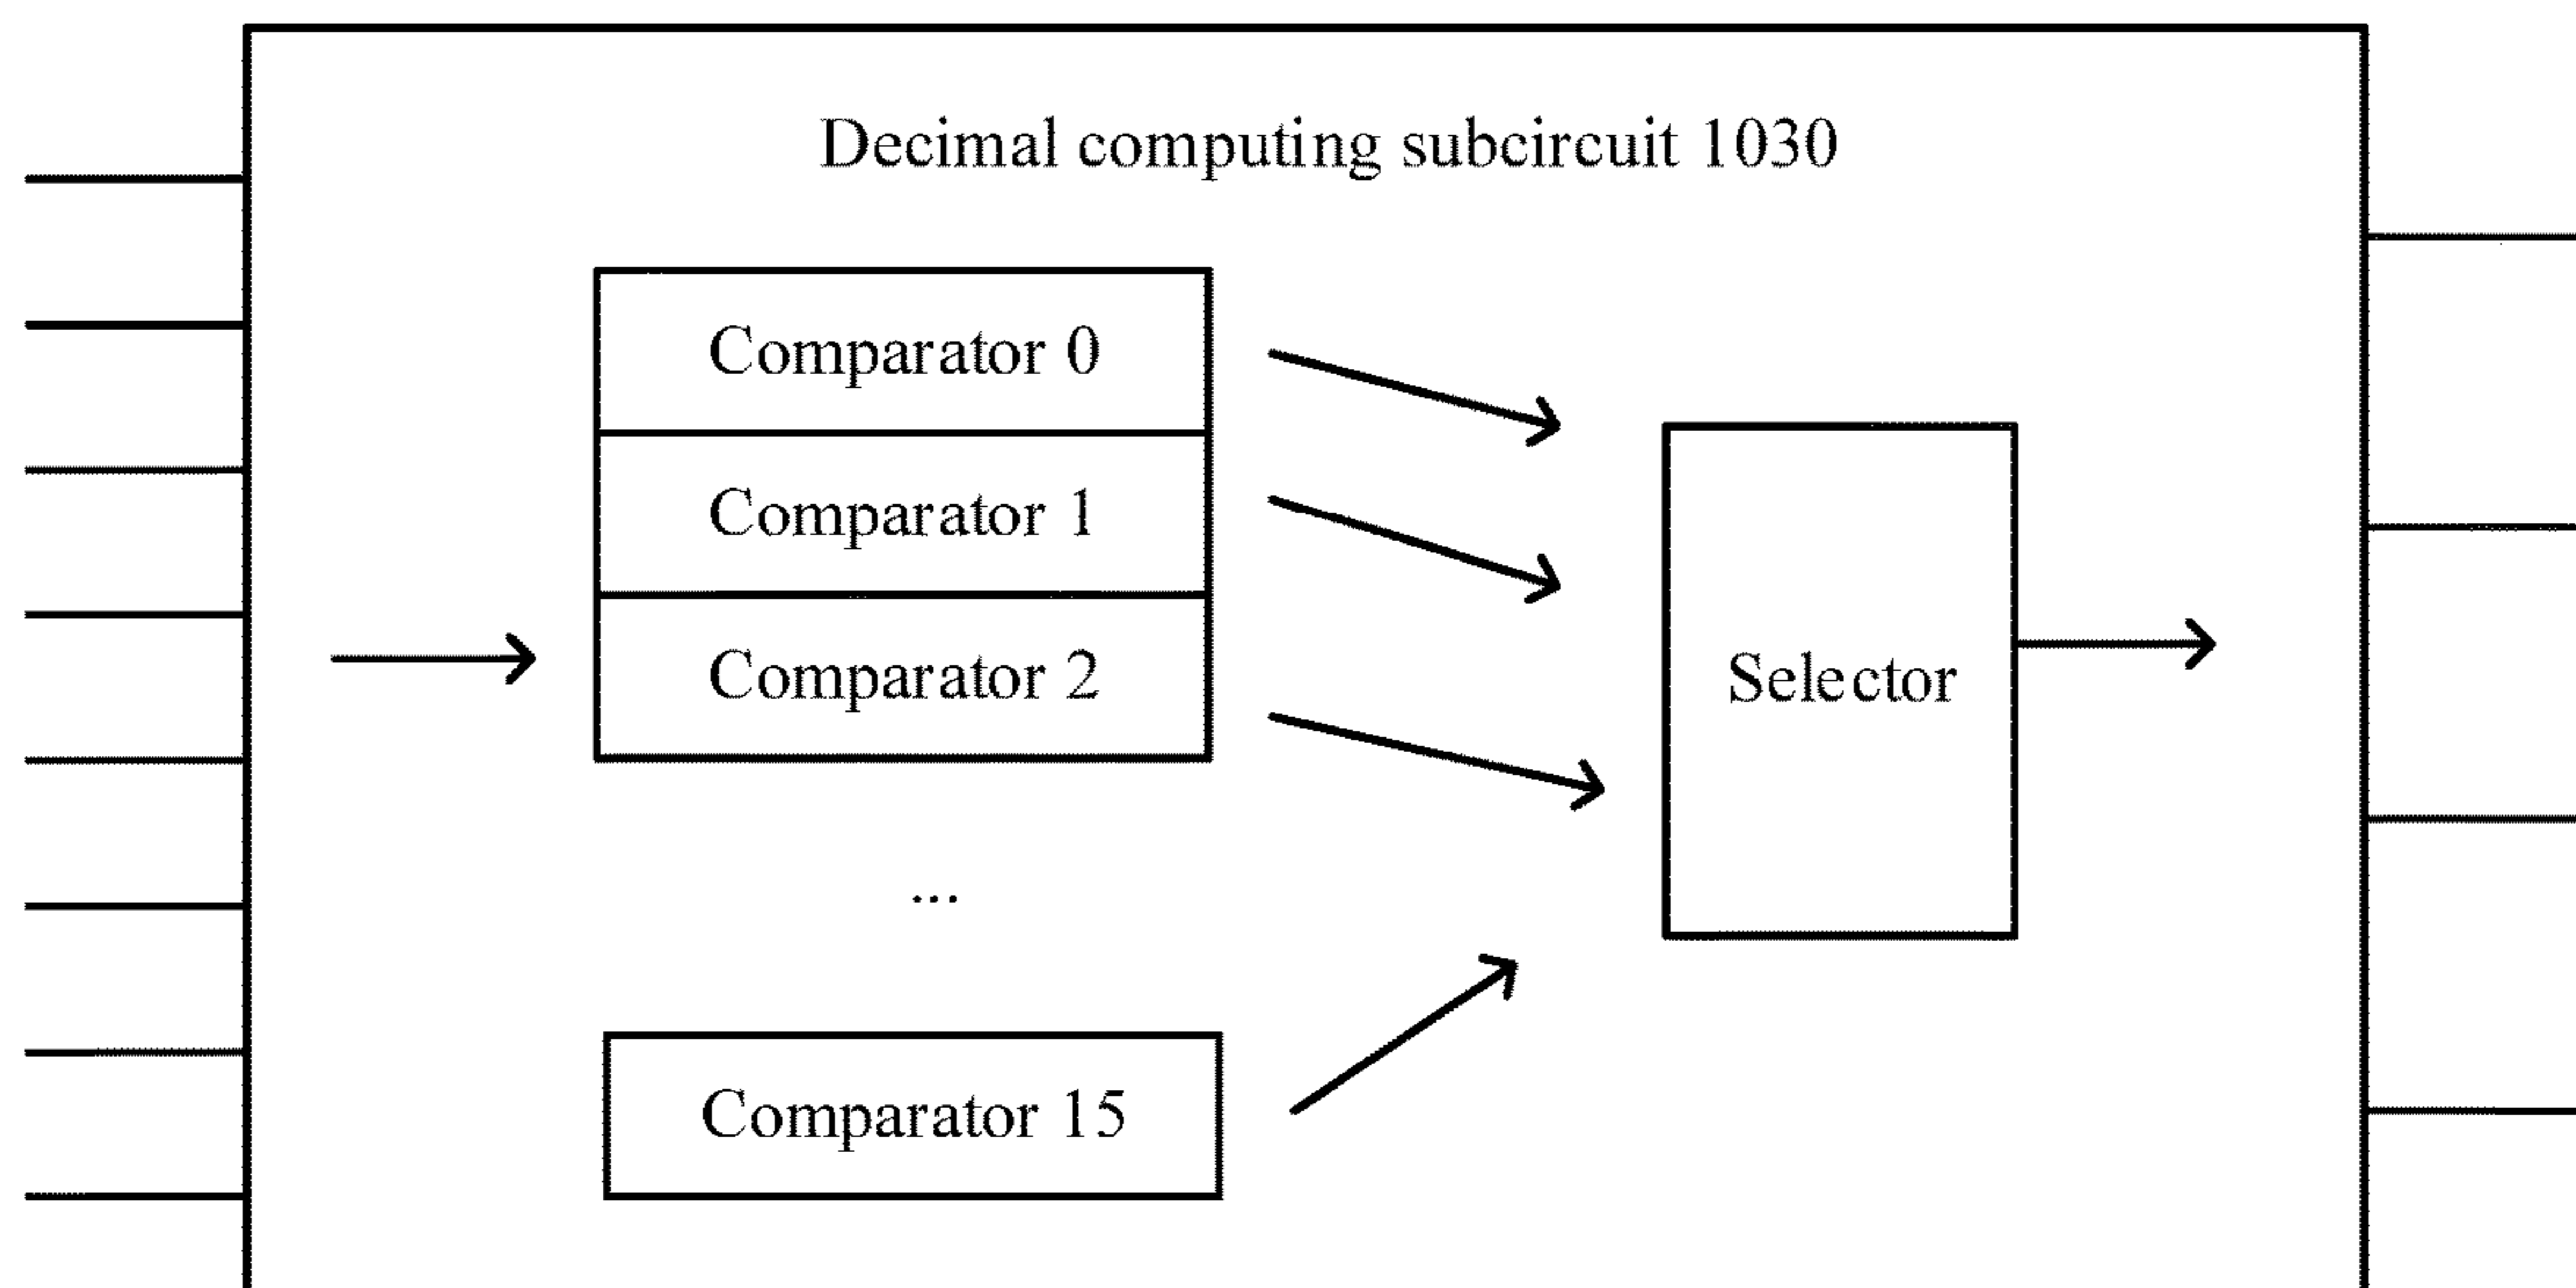 Decimal computing subcircuit 1030
Comparator 0
Comparator 1
Comparator 2
...
Comparator 15
Selector